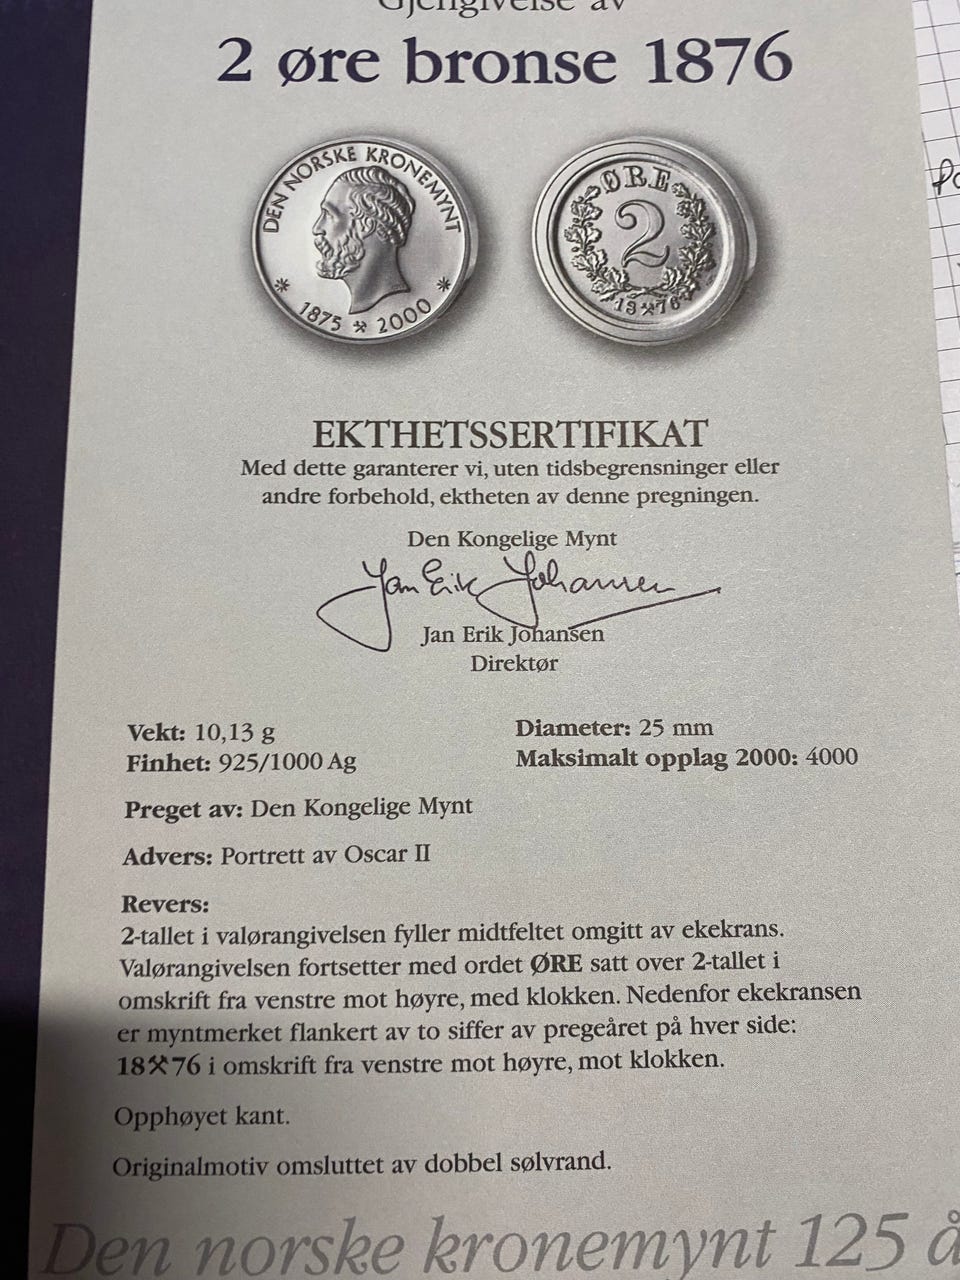 Gjengivelse av
2 øre bronse 1876
DEN NORSKE KRONEMYNT
1875 ⚒ 2000
ØRE
2
18⚒76
EKTHETSSERTIFIKAT
Med dette garanterer vi, uten tidsbegrensninger eller
andre forbehold, ektheten av denne pregningen.
Den Kongelige Mynt
Jan Erik Johansen
Jan Erik Johansen
Direktør
Vekt: 10,13 g
Finhet: 925/1000 Ag
Diameter: 25 mm
Maksimalt opplag 2000: 4000
Preget av: Den Kongelige Mynt
Advers: Portrett av Oscar II
Revers:
2-tallet i valørangivelsen fyller midtfeltet omgitt av ekekrans.
Valørangivelsen fortsetter med ordet ØRE satt over 2-tallet i
omskrift fra venstre mot høyre, med klokken. Nedenfor ekekransen
er myntmerket flankert av to siffer av pregeåret på hver side:
18⚒76 i omskrift fra venstre mot høyre, mot klokken.
Opphøyet kant.
Originalmotiv omsluttet av dobbel sølvrand.
Den norske kronemynt 125 å